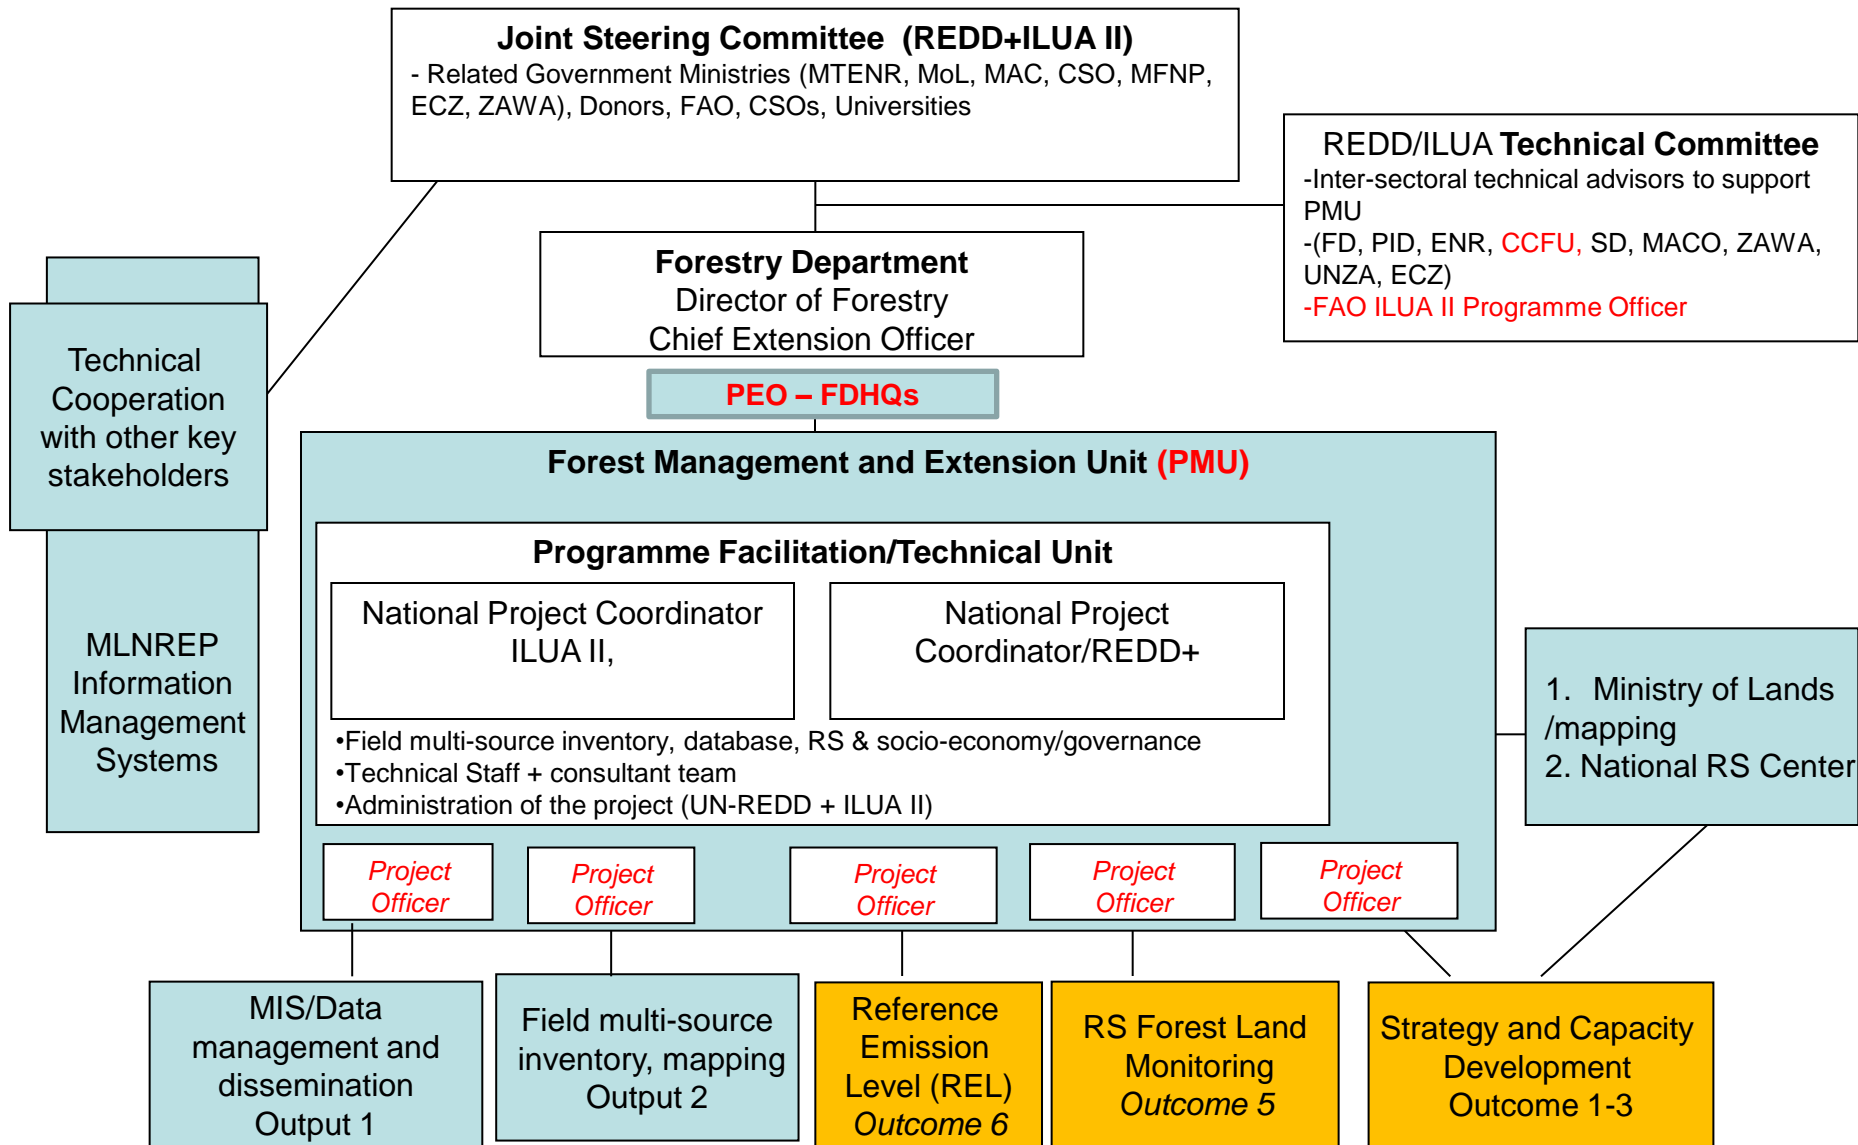 Joint Steering Committee (REDD+ILUA II)
- Related Government Ministries (MTENR, MoL, MAC, CSO, MFNP,
ECZ, ZAWA), Donors, FAO, CSOs, Universities
REDD/ILUA Technical Committee
-Inter-sectoral technical advisors to support
PMU
-(FD, PID, ENR, CCFU, SD, MACO, ZAWA,
UNZA, ECZ)
-FAO ILUA II Programme Officer
Forestry Department
Director of Forestry
Chief Extension Officer
PEO – FDHQs
Technical
Cooperation
with other key
stakeholders
MLNREP
Information
Management
Systems
Forest Management and Extension Unit (PMU)
Programme Facilitation/Technical Unit
National Project Coordinator
ILUA II,
National Project
Coordinator/REDD+
•Field multi-source inventory, database, RS & socio-economy/governance
•Technical Staff + consultant team
•Administration of the project (UN-REDD + ILUA II)
1. Ministry of Lands
/mapping
2. National RS Center
Project
Officer
Project
Officer
Project
Officer
Project
Officer
Project
Officer
MIS/Data
management and
dissemination
Output 1
Field multi-source
inventory, mapping
Output 2
Reference
Emission
Level (REL)
Outcome 6
RS Forest Land
Monitoring
Outcome 5
Strategy and Capacity
Development
Outcome 1-3